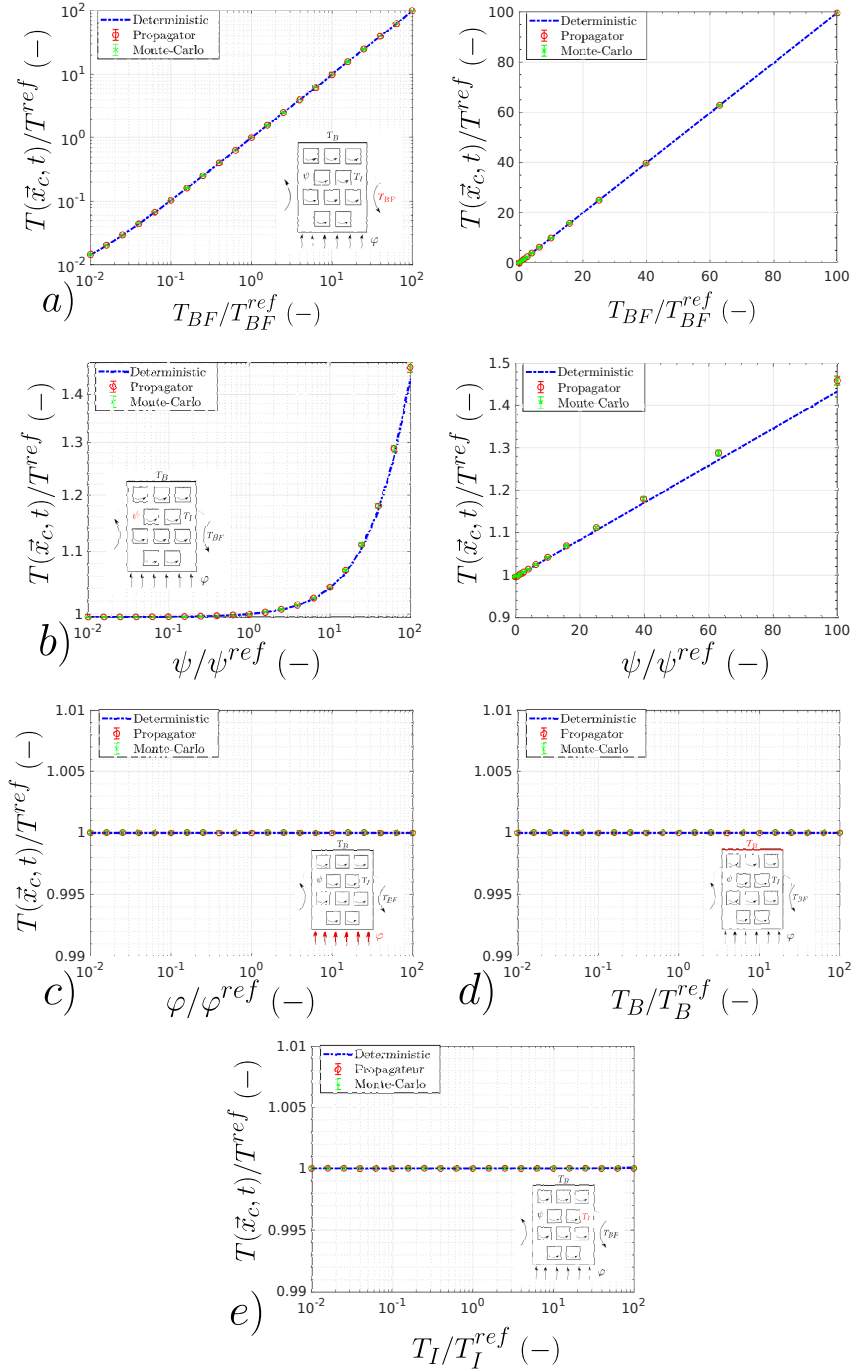 Deterministic
Propagator
Monte-Carlo
T(x⃗_c, t)/T^ref (−)
10^2
10^1
10^0
10^-1
10^-2
T_B
ψ T_I
T_BF
φ
10^-2 10^-1 10^0 10^1 10^2
a) T_BF/T_BF^ref (−)
Deterministic
Propagator
Monte-Carlo
T(x⃗_c, t)/T^ref (−)
100
80
60
40
20
0
0 20 40 60 80 100
T_BF/T_BF^ref (−)
Deterministic
Propagator
Monte-Carlo
T(x⃗_c, t)/T^ref (−)
1.4
1.3
1.2
1.1
1
T_B
ψ T_I
T_BF
φ
10^-2 10^-1 10^0 10^1 10^2
b) ψ/ψ^ref (−)
Deterministic
Propagator
Monte-Carlo
T(x⃗_c, t)/T^ref (−)
1.5
1.4
1.3
1.2
1.1
1.0
0.9
0 20 40 60 80 100
ψ/ψ^ref (−)
Deterministic
Propagator
Monte-Carlo
T(x⃗_c, t)/T^ref (−)
1.01
1.005
1
0.995
0.99
T_B
ψ T_I
T_BF
φ
10^-2 10^-1 10^0 10^1 10^2
c) φ/φ^ref (−)
Deterministic
Propagator
Monte-Carlo
1.01
1.005
1
0.995
0.99
T_B
ψ T_I
T_BF
φ
10^-2 10^-1 10^0 10^1 10^2
d) T_B/T_B^ref (−)
Deterministic
Propagateur
Monte-Carlo
T(x⃗_c, t)/T^ref (−)
1.01
1.005
1
0.995
0.99
T_B
ψ T_I
T_BF
φ
10^-2 10^-1 10^0 10^1 10^2
e) T_I/T_I^ref (−)